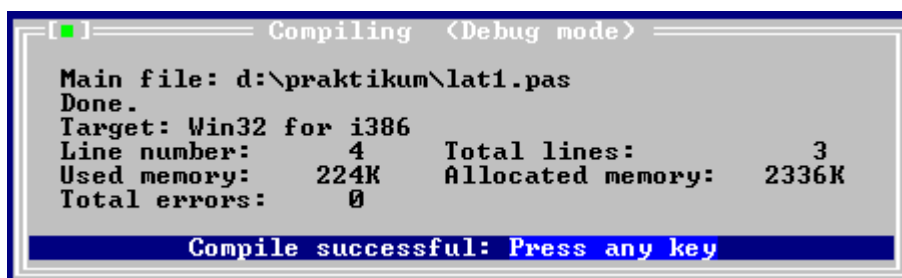 [■] Compiling (Debug mode)
Main file: d:\praktikum\lat1.pas
Done.
Target: Win32 for i386
Line number: 4 Total lines: 3
Used memory: 224K Allocated memory: 2336K
Total errors: 0
Compile successful: Press any key